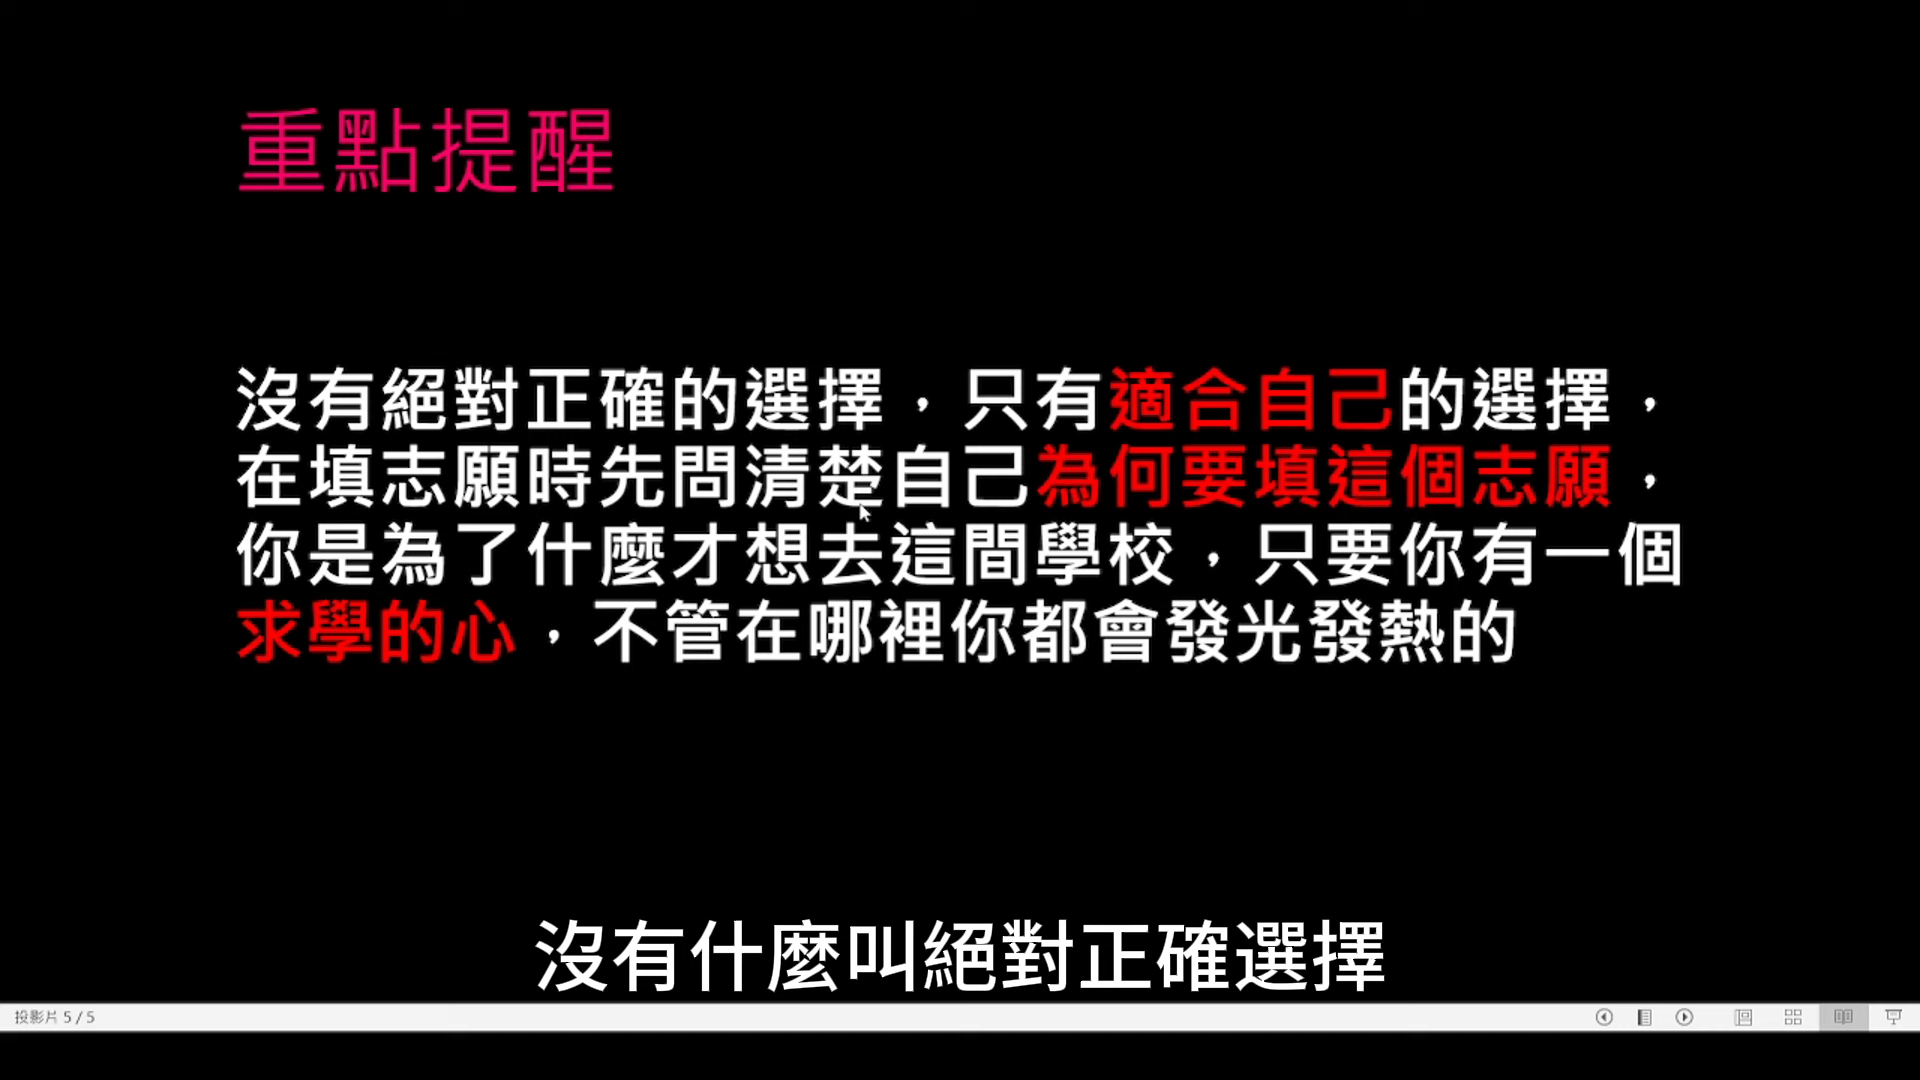 重點提醒
沒有絕對正確的選擇，只有適合自己的選擇，
在填志願時先問清楚自己為何要填這個志願，
你是為了什麼才想去這間學校，只要你有一個
求學的心，不管在哪裡你都會發光發熱的
沒有什麼叫絕對正確選擇
投影片 5 / 5